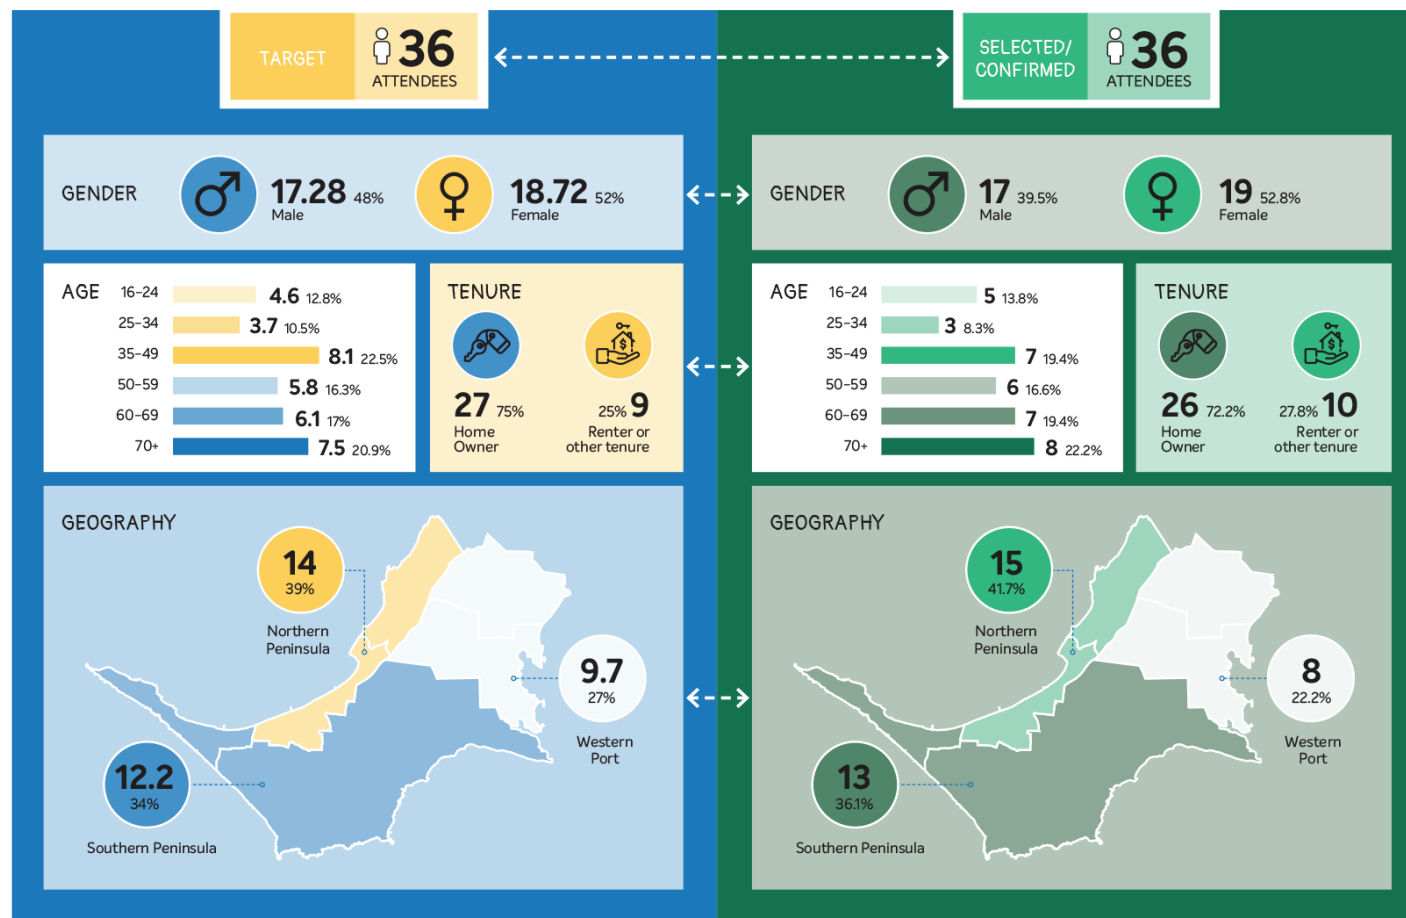 TARGET
36
ATTENDEES
SELECTED/
CONFIRMED
36
ATTENDEES
GENDER
17.28 48%
Male
18.72 52%
Female
GENDER
17 39.5%
Male
19 52.8%
Female
AGE
16-24 4.6 12.8%
25-34 3.7 10.5%
35-49 8.1 22.5%
50-59 5.8 16.3%
60-69 6.1 17%
70+ 7.5 20.9%
TENURE
27 75%
Home
Owner
25% 9
Renter or
other tenure
AGE
16-24 5 13.8%
25-34 3 8.3%
35-49 7 19.4%
50-59 6 16.6%
60-69 7 19.4%
70+ 8 22.2%
TENURE
26 72.2%
Home
Owner
27.8% 10
Renter or
other tenure
GEOGRAPHY
14
39%
Northern
Peninsula
9.7
27%
Western
Port
12.2
34%
Southern Peninsula
GEOGRAPHY
15
41.7%
Northern
Peninsula
8
22.2%
Western
Port
13
36.1%
Southern Peninsula